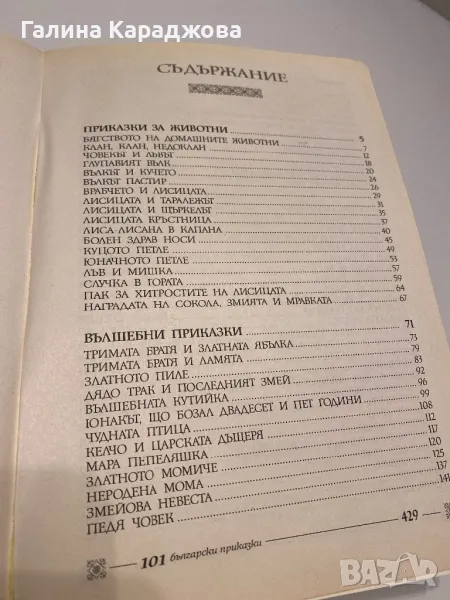 Галина Караджова
СЪДЪРЖАНИЕ
ПРИКАЗКИ ЗА ЖИВОТНИ 5
БЯГСТВОТО НА ДОМАШНИТЕ ЖИВОТНИ 7
КЛАН, КЛАН, НЕДОКЛАН 12
ЧОВЕКЪТ И ЛЪВЪТ 18
ГЛУПАВИЯТ ВЪЛК 20
ВЪЛКЪТ И КУЧЕТО 24
ВЪЛКЪТ ПАСТИР 26
ВРАБЧЕТО И ЛИСИЦАТА 29
ЛИСИЦАТА И ТАРАЛЕЖЪТ 31
ЛИСИЦАТА И ЩЪРКЕЛЪТ 35
ЛИСИЦАТА КРЪСТНИЦА 37
ЛИСА-ЛИСАНА В КАПАНА 40
БОЛЕН ЗДРАВ НОСИ 45
КУЦОТО ПЕТЛЕ 49
ЮНАЧНОТО ПЕТЛЕ 53
ЛЪВ И МИШКА 57
СЛУЧКА В ГОРАТА 59
ПАК ЗА ХИТРОСТИТЕ НА ЛИСИЦАТА 64
НАГРАДАТА НА СОКОЛА, ЗМИЯТА И МРАВКАТА 67
ВЪЛШЕБНИ ПРИКАЗКИ 71
ТРИМАТА БРАТЯ И ЗЛАТНАТА ЯБЪЛКА 73
ТРИМАТА БРАТЯ И ЛАМЯТА 79
ЗЛАТНОТО ПИЛЕ 83
ДЯДО ТРАК И ПОСЛЕДНИЯТ ЗМЕЙ 92
ВЪЛШЕБНАТА КУТИЙКА 96
ЮНАКЪТ, ЩО БОЗАЛ ДВАДЕСЕТ И ПЕТ ГОДИНИ 99
ЧУДНАТА ПТИЦА 108
КЕЛЧО И ЦАРСКАТА ДЪЩЕРЯ 112
МАРА ПЕПЕЛЯШКА 117
ЗЛАТНОТО МОМИЧЕ 120
НЕРОДЕНА МОМА 125
ЗМЕЙОВА НЕВЕСТА 137
ПЕДЯ ЧОВЕК 141
101 български приказки 429
bazar